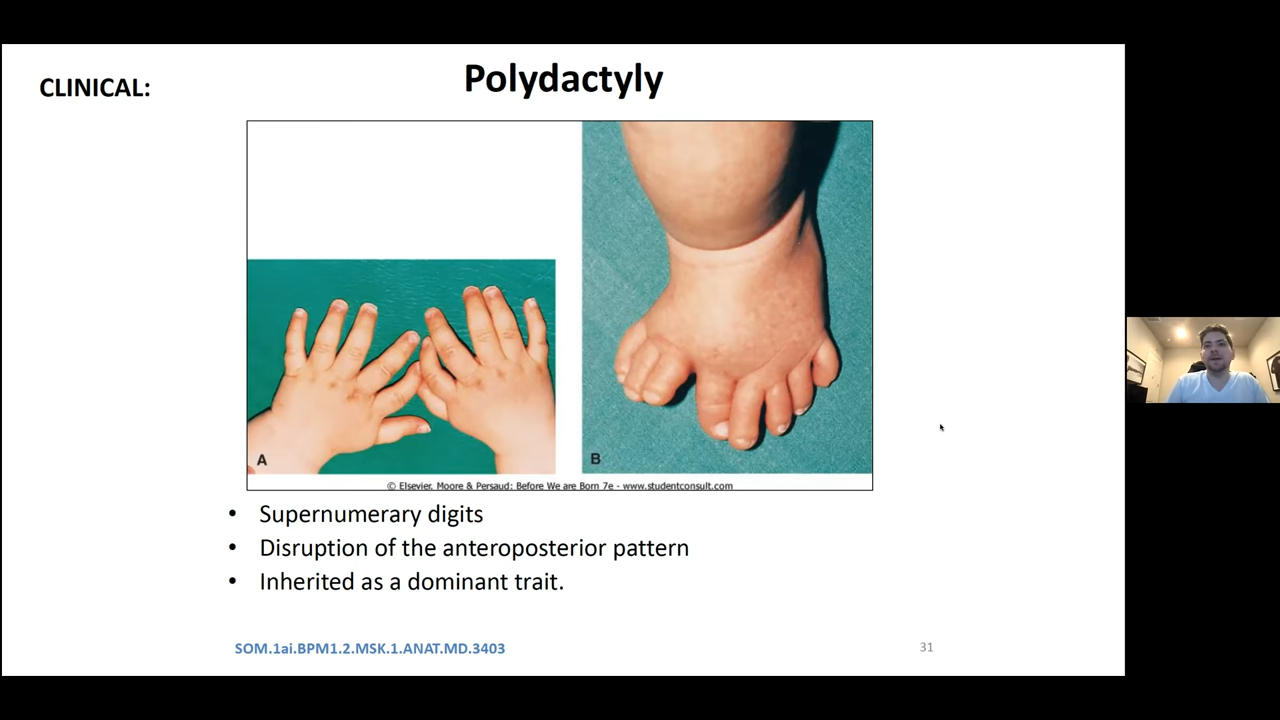 CLINICAL:
Polydactyly
A
B
© Elsevier. Moore & Persaud: Before We are Born 7e - www.studentconsult.com
• Supernumerary digits
• Disruption of the anteroposterior pattern
• Inherited as a dominant trait.
SOM.1ai.BPM1.2.MSK.1.ANAT.MD.3403
31